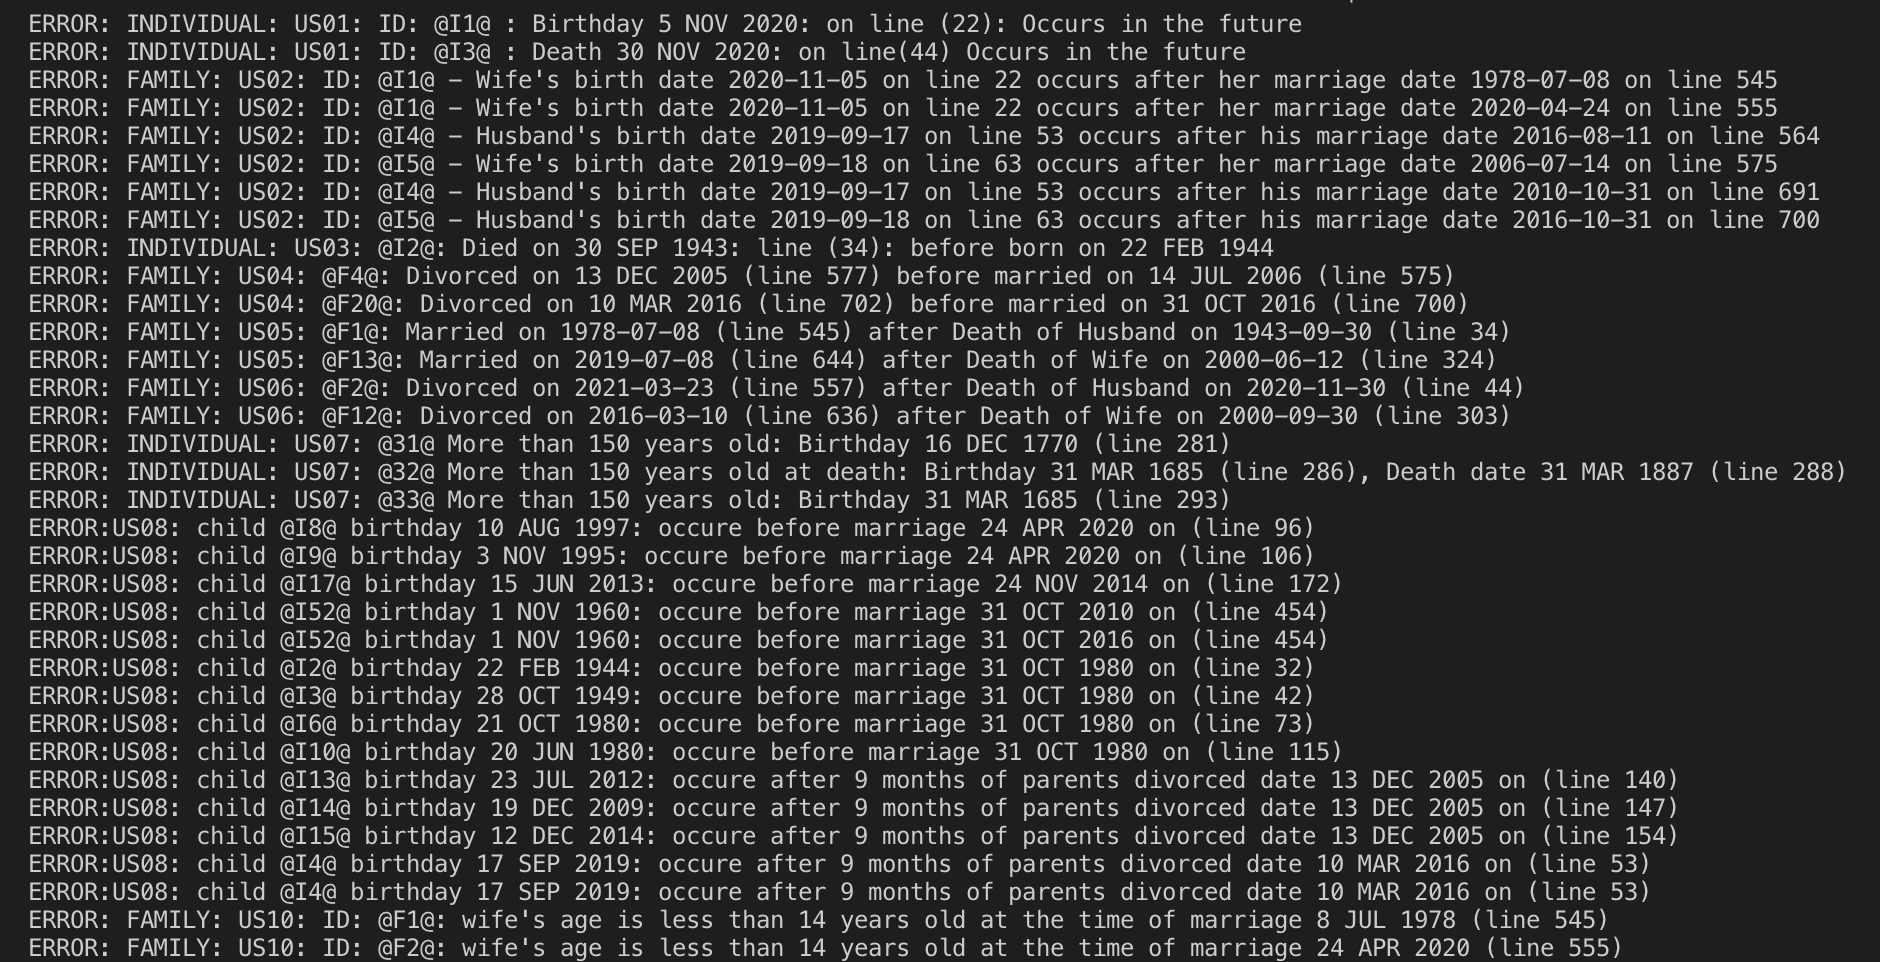 ERROR: INDIVIDUAL: US01: ID: @I1@ : Birthday 5 NOV 2020: on line (22): Occurs in the future
ERROR: INDIVIDUAL: US01: ID: @I3@ : Death 30 NOV 2020: on line(44) Occurs in the future
ERROR: FAMILY: US02: ID: @I1@ – Wife's birth date 2020–11–05 on line 22 occurs after her marriage date 1978–07–08 on line 545
ERROR: FAMILY: US02: ID: @I1@ – Wife's birth date 2020–11–05 on line 22 occurs after her marriage date 2020–04–24 on line 555
ERROR: FAMILY: US02: ID: @I4@ – Husband's birth date 2019–09–17 on line 53 occurs after his marriage date 2016–08–11 on line 564
ERROR: FAMILY: US02: ID: @I5@ – Wife's birth date 2019–09–18 on line 63 occurs after her marriage date 2006–07–14 on line 575
ERROR: FAMILY: US02: ID: @I4@ – Husband's birth date 2019–09–17 on line 53 occurs after his marriage date 2010–10–31 on line 691
ERROR: FAMILY: US02: ID: @I5@ – Husband's birth date 2019–09–18 on line 63 occurs after his marriage date 2016–10–31 on line 700
ERROR: INDIVIDUAL: US03: @I2@: Died on 30 SEP 1943: line (34): before born on 22 FEB 1944
ERROR: FAMILY: US04: @F4@: Divorced on 13 DEC 2005 (line 577) before married on 14 JUL 2006 (line 575)
ERROR: FAMILY: US04: @F20@: Divorced on 10 MAR 2016 (line 702) before married on 31 OCT 2016 (line 700)
ERROR: FAMILY: US05: @F1@: Married on 1978–07–08 (line 545) after Death of Husband on 1943–09–30 (line 34)
ERROR: FAMILY: US05: @F13@: Married on 2019–07–08 (line 644) after Death of Wife on 2000–06–12 (line 324)
ERROR: FAMILY: US06: @F2@: Divorced on 2021–03–23 (line 557) after Death of Husband on 2020–11–30 (line 44)
ERROR: FAMILY: US06: @F12@: Divorced on 2016–03–10 (line 636) after Death of Wife on 2000–09–30 (line 303)
ERROR: INDIVIDUAL: US07: @31@ More than 150 years old: Birthday 16 DEC 1770 (line 281)
ERROR: INDIVIDUAL: US07: @32@ More than 150 years old at death: Birthday 31 MAR 1685 (line 286), Death date 31 MAR 1887 (line 288)
ERROR: INDIVIDUAL: US07: @33@ More than 150 years old: Birthday 31 MAR 1685 (line 293)
ERROR:US08: child @I8@ birthday 10 AUG 1997: occure before marriage 24 APR 2020 on (line 96)
ERROR:US08: child @I9@ birthday 3 NOV 1995: occure before marriage 24 APR 2020 on (line 106)
ERROR:US08: child @I17@ birthday 15 JUN 2013: occure before marriage 24 NOV 2014 on (line 172)
ERROR:US08: child @I52@ birthday 1 NOV 1960: occure before marriage 31 OCT 2010 on (line 454)
ERROR:US08: child @I52@ birthday 1 NOV 1960: occure before marriage 31 OCT 2016 on (line 454)
ERROR:US08: child @I2@ birthday 22 FEB 1944: occure before marriage 31 OCT 1980 on (line 32)
ERROR:US08: child @I3@ birthday 28 OCT 1949: occure before marriage 31 OCT 1980 on (line 42)
ERROR:US08: child @I6@ birthday 21 OCT 1980: occure before marriage 31 OCT 1980 on (line 73)
ERROR:US08: child @I10@ birthday 20 JUN 1980: occure before marriage 31 OCT 1980 on (line 115)
ERROR:US08: child @I13@ birthday 23 JUL 2012: occure after 9 months of parents divorced date 13 DEC 2005 on (line 140)
ERROR:US08: child @I14@ birthday 19 DEC 2009: occure after 9 months of parents divorced date 13 DEC 2005 on (line 147)
ERROR:US08: child @I15@ birthday 12 DEC 2014: occure after 9 months of parents divorced date 13 DEC 2005 on (line 154)
ERROR:US08: child @I4@ birthday 17 SEP 2019: occure after 9 months of parents divorced date 10 MAR 2016 on (line 53)
ERROR:US08: child @I4@ birthday 17 SEP 2019: occure after 9 months of parents divorced date 10 MAR 2016 on (line 53)
ERROR: FAMILY: US10: ID: @F1@: wife's age is less than 14 years old at the time of marriage 8 JUL 1978 (line 545)
ERROR: FAMILY: US10: ID: @F2@: wife's age is less than 14 years old at the time of marriage 24 APR 2020 (line 555)